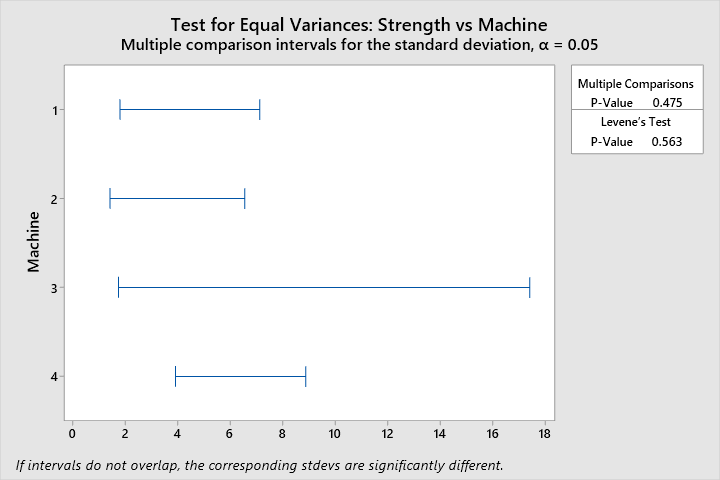 Test for Equal Variances: Strength vs Machine
Multiple comparison intervals for the standard deviation, α = 0.05
Multiple Comparisons
P-Value 0.475
Levene’s Test
P-Value 0.563
Machine
1
2
3
4
0 2 4 6 8 10 12 14 16 18
If intervals do not overlap, the corresponding stdevs are significantly different.